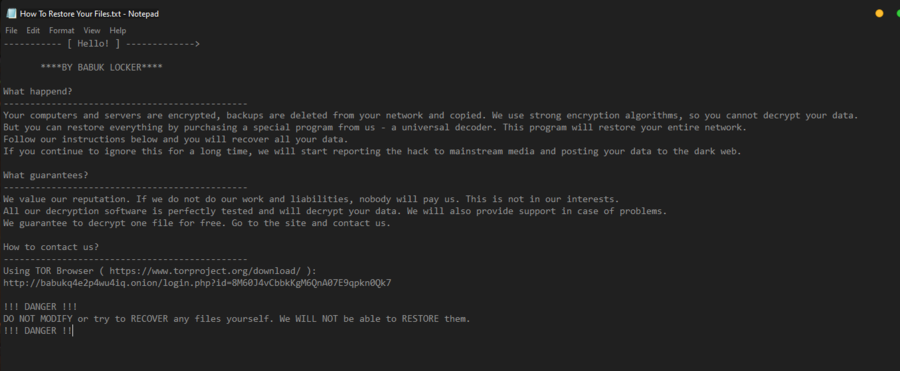 How To Restore Your Files.txt - Notepad
File Edit Format View Help
----------- [ Hello! ] ------------->
****BY BABUK LOCKER****
What happend?
----------------------------------------------
Your computers and servers are encrypted, backups are deleted from your network and copied. We use strong encryption algorithms, so you cannot decrypt your data.
But you can restore everything by purchasing a special program from us - a universal decoder. This program will restore your entire network.
Follow our instructions below and you will recover all your data.
If you continue to ignore this for a long time, we will start reporting the hack to mainstream media and posting your data to the dark web.
What guarantees?
----------------------------------------------
We value our reputation. If we do not do our work and liabilities, nobody will pay us. This is not in our interests.
All our decryption software is perfectly tested and will decrypt your data. We will also provide support in case of problems.
We guarantee to decrypt one file for free. Go to the site and contact us.
How to contact us?
----------------------------------------------
Using TOR Browser ( https://www.torproject.org/download/ ):
http://babukq4e2p4wu4iq.onion/login.php?id=8M60J4vCbbkKgM6QnA07E9qpkn0Qk7
!!! DANGER !!!
DO NOT MODIFY or try to RECOVER any files yourself. We WILL NOT be able to RESTORE them.
!!! DANGER !!